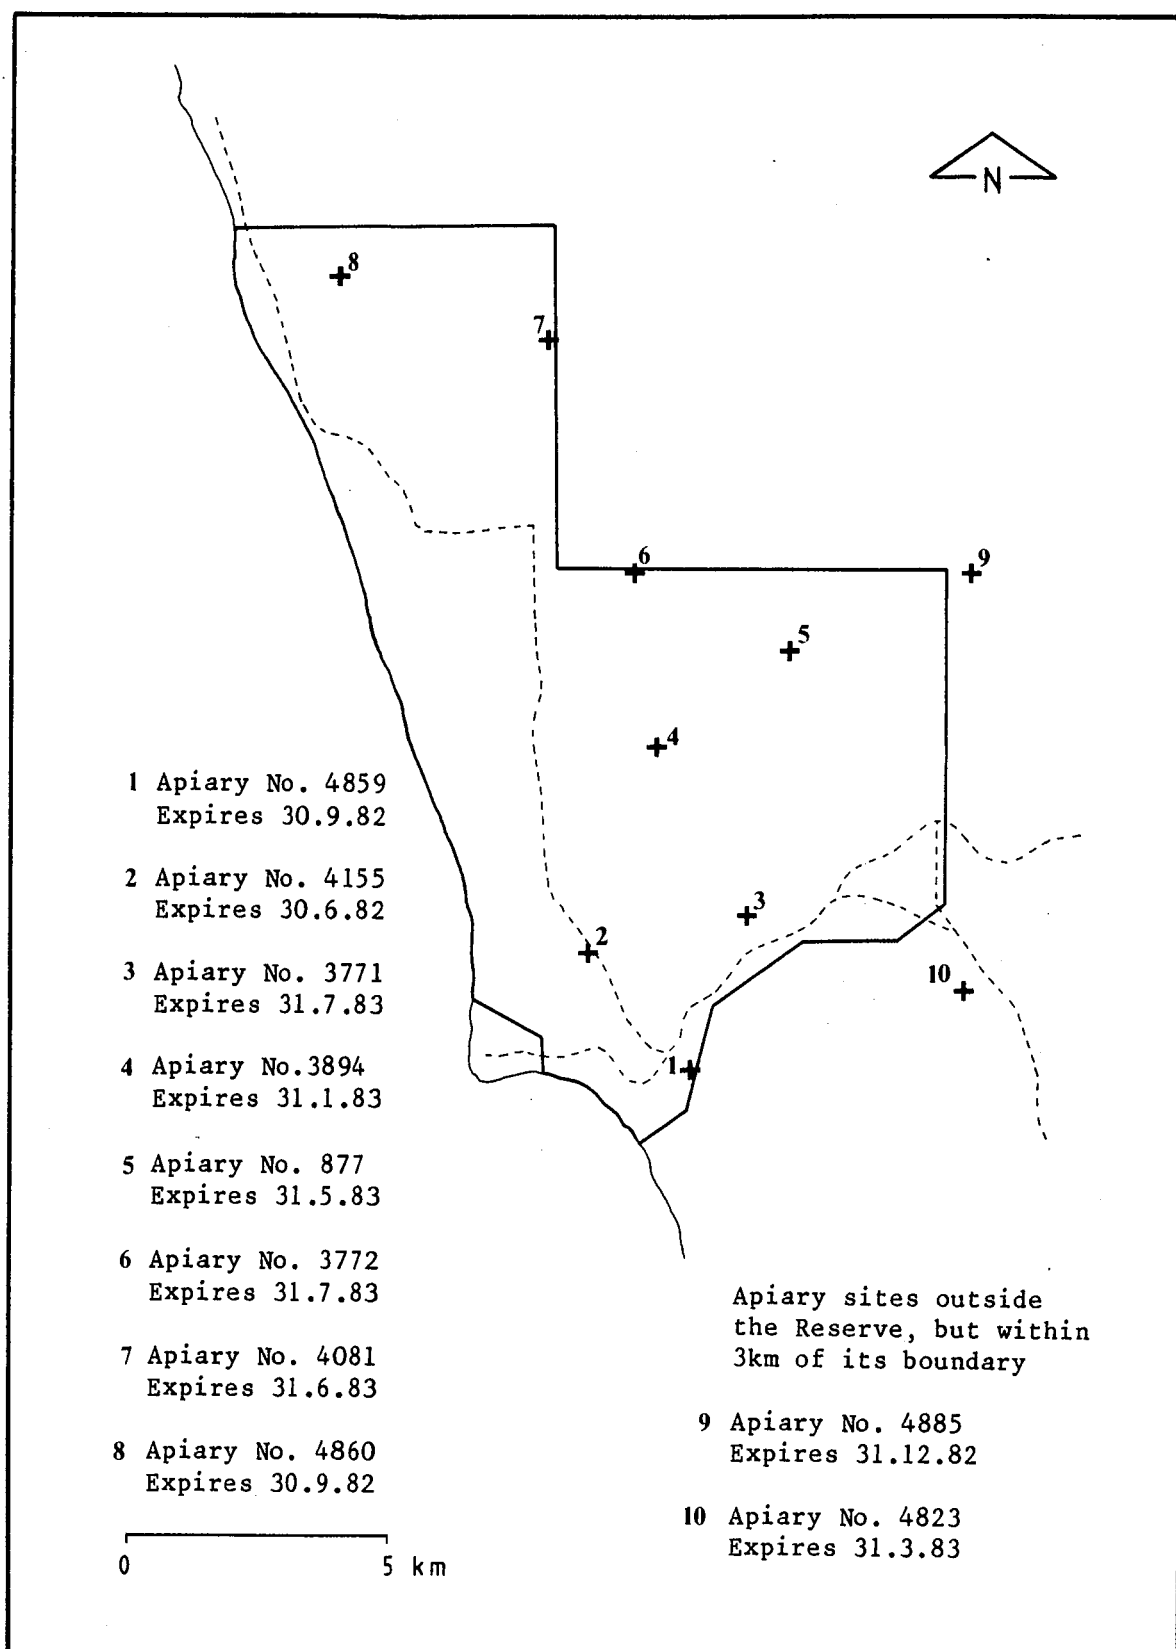 N
8
7
6
9
5
4
3
2
10
1
1 Apiary No. 4859
Expires 30.9.82
2 Apiary No. 4155
Expires 30.6.82
3 Apiary No. 3771
Expires 31.7.83
4 Apiary No.3894
Expires 31.1.83
5 Apiary No. 877
Expires 31.5.83
6 Apiary No. 3772
Expires 31.7.83
7 Apiary No. 4081
Expires 31.6.83
8 Apiary No. 4860
Expires 30.9.82
0 5 km
Apiary sites outside
the Reserve, but within
3km of its boundary
9 Apiary No. 4885
Expires 31.12.82
10 Apiary No. 4823
Expires 31.3.83